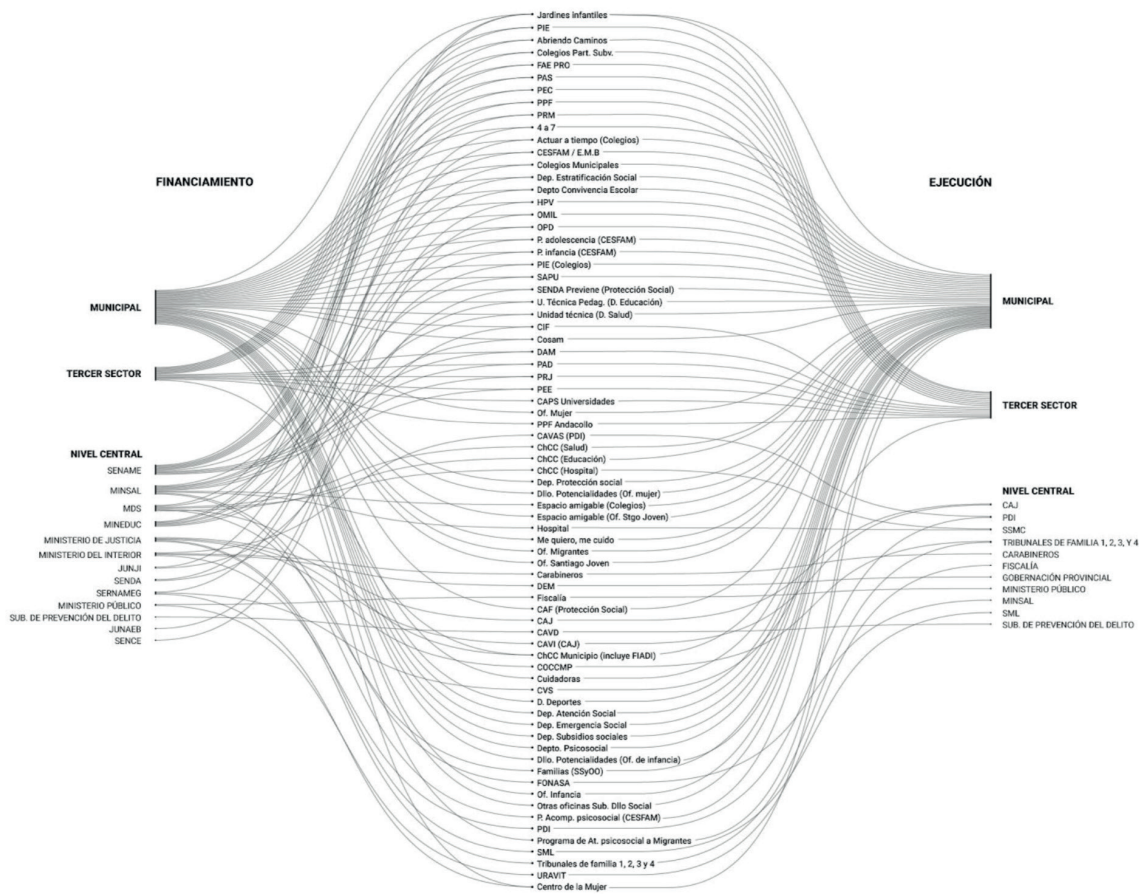 FINANCIAMIENTO
MUNICIPAL
TERCER SECTOR
NIVEL CENTRAL
SENAME
MINSAL
MDS
MINEDUC
MINISTERIO DE JUSTICIA
MINISTERIO DEL INTERIOR
JUNJI
SENDA
SERNAMEG
MINISTERIO PÚBLICO
SUB. DE PREVENCIÓN DEL DELITO
JUNAEB
SENCE
Jardines infantiles
PIE
Abriendo Caminos
Colegios Part. Subv.
FAE PRO
PAS
PEC
PPF
PRM
4 a 7
Actuar a tiempo (Colegios)
CESFAM / E.M.B
Colegios Municipales
Dep. Estratificación Social
Depto Convivencia Escolar
HPV
OMIL
OPD
P. adolescencia (CESFAM)
P. infancia (CESFAM)
PIE (Colegios)
SAPU
SENDA Previene (Protección Social)
U. Técnica Pedag. (D. Educación)
Unidad técnica (D. Salud)
CIF
Cosam
DAM
PAD
PRJ
PEE
CAPS Universidades
Of. Mujer
PPF Andacollo
CAVAS (PDI)
ChCC (Salud)
ChCC (Educación)
ChCC (Hospital)
Dep. Protección social
Dllo. Potencialidades (Of. mujer)
Espacio amigable (Colegios)
Espacio amigable (Of. Stgo Joven)
Hospital
Me quiero, me cuido
Of. Migrantes
Of. Santiago Joven
Carabineros
DEM
Fiscalía
CAF (Protección Social)
CAJ
CAVD
CAVI (CAJ)
ChCC Municipio (incluye FIADI)
COCCMP
Cuidadoras
CVS
D. Deportes
Dep. Atención Social
Dep. Emergencia Social
Dep. Subsidios sociales
Depto. Psicosocial
Dllo. Potencialidades (Of. de infancia)
Familias (SSyOO)
FONASA
Of. Infancia
Otras oficinas Sub. Dllo Social
P. Acomp. psicosocial (CESFAM)
PDI
Programa de At. psicosocial a Migrantes
SML
Tribunales de familia 1, 2, 3 y 4
URAVIT
Centro de la Mujer
EJECUCIÓN
MUNICIPAL
TERCER SECTOR
NIVEL CENTRAL
CAJ
PDI
SSMC
TRIBUNALES DE FAMILIA 1, 2, 3, Y 4
CARABINEROS
FISCALÍA
GOBERNACIÓN PROVINCIAL
MINISTERIO PÚBLICO
MINSAL
SML
SUB. DE PREVENCIÓN DEL DELITO